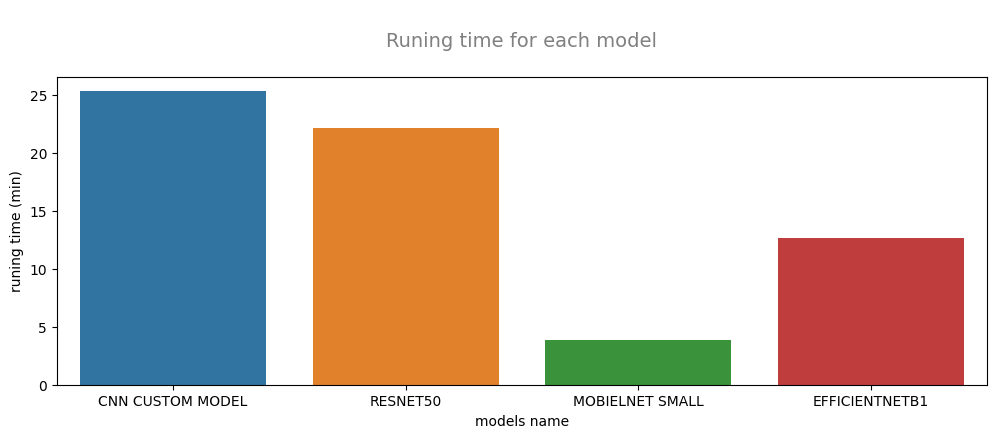 Runing time for each model
runing time (min)
25
20
15
10
5
0
CNN CUSTOM MODEL RESNET50 MOBIELNET SMALL EFFICIENTNETB1
models name